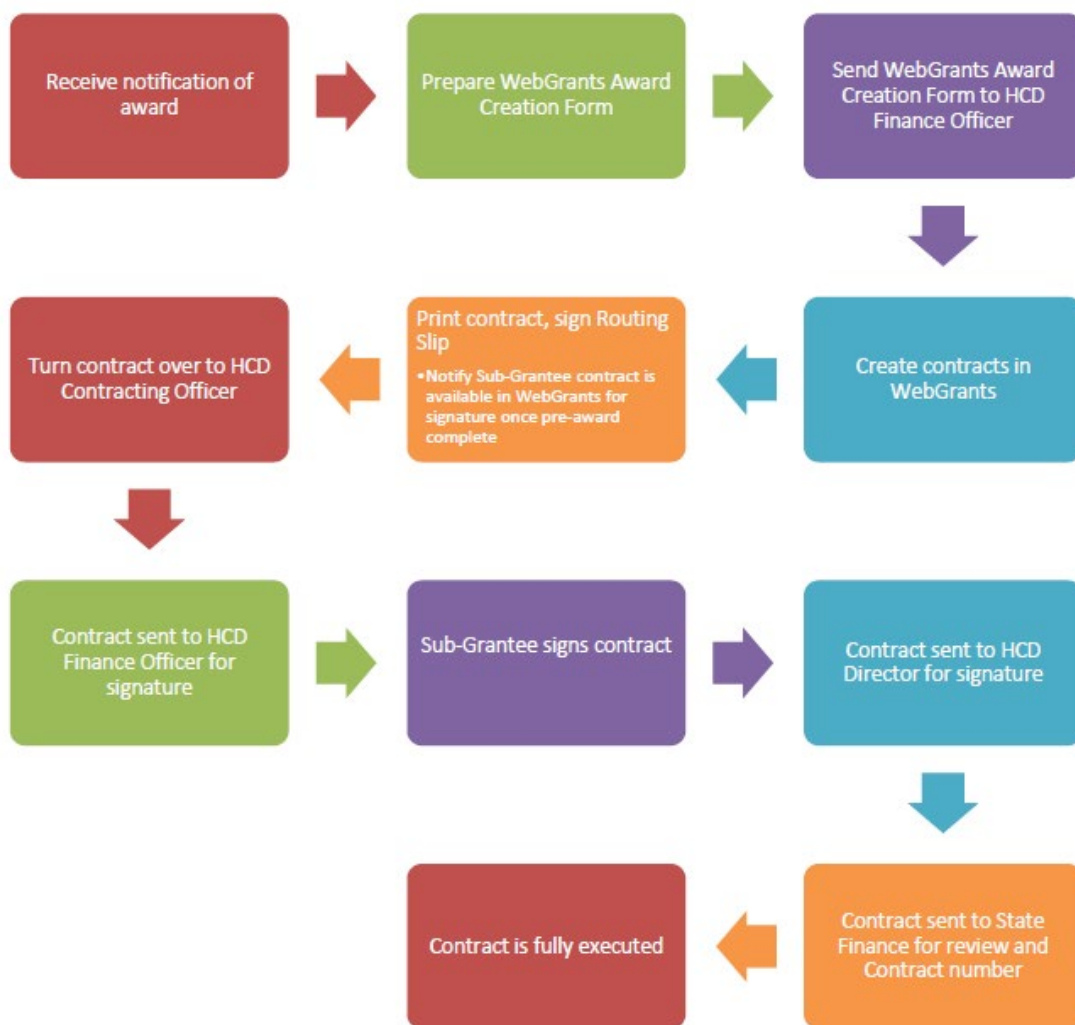 Receive notification of
award
Prepare WebGrants Award
Creation Form
Send WebGrants Award
Creation Form to HCD
Finance Officer
Create contracts in
WebGrants
Print contract, sign Routing
Slip
•Notify Sub-Grantee contract is
available in WebGrants for
signature once pre-award
complete
Turn contract over to HCD
Contracting Officer
Contract sent to HCD
Finance Officer for
signature
Sub-Grantee signs contract
Contract sent to HCD
Director for signature
Contract sent to State
Finance for review and
Contract number
Contract is fully executed